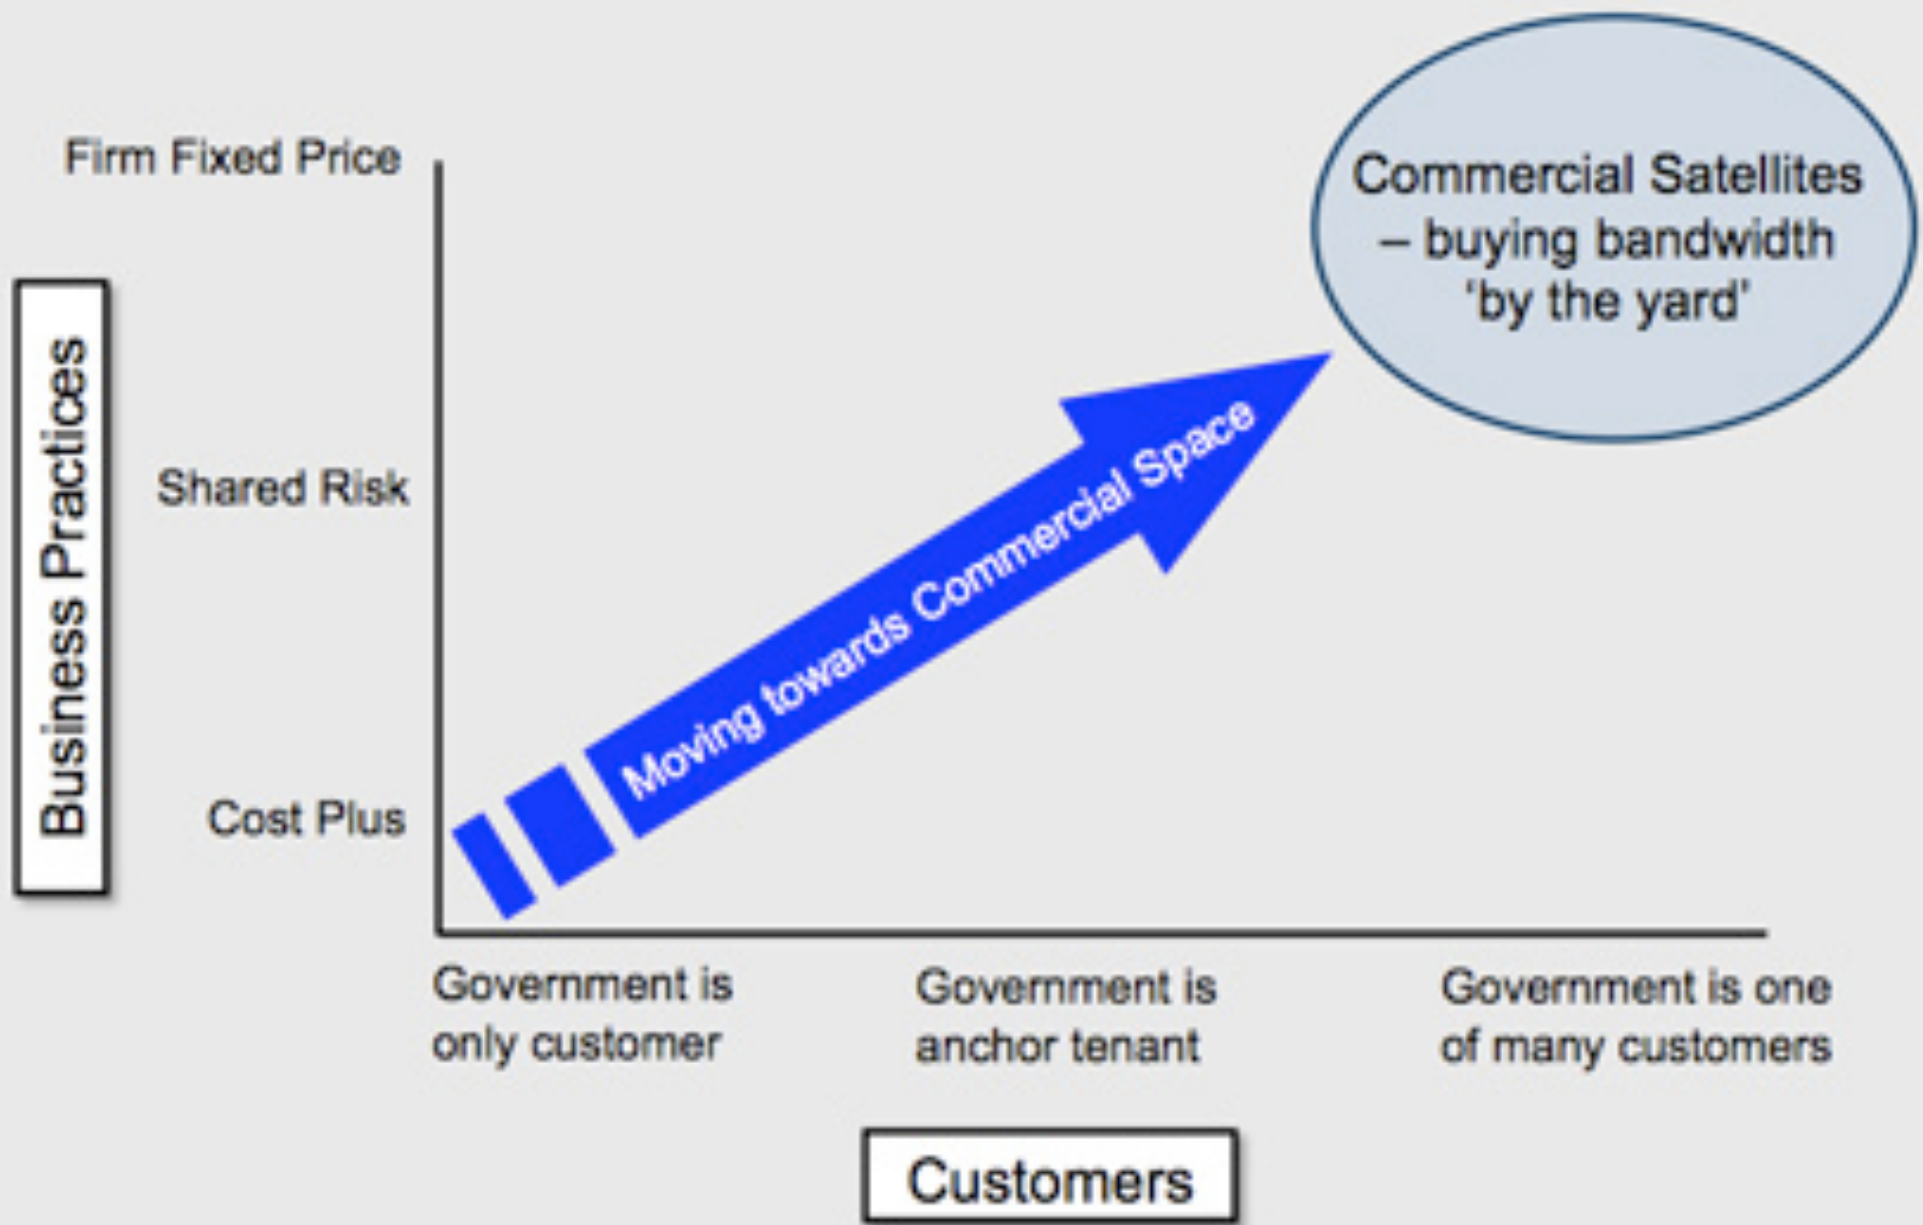 Firm Fixed Price
Commercial Satellites
– buying bandwidth
‘by the yard’
Business Practices
Shared Risk
Moving towards Commercial Space
Cost Plus
Government is
only customer
Government is
anchor tenant
Government is one
of many customers
Customers